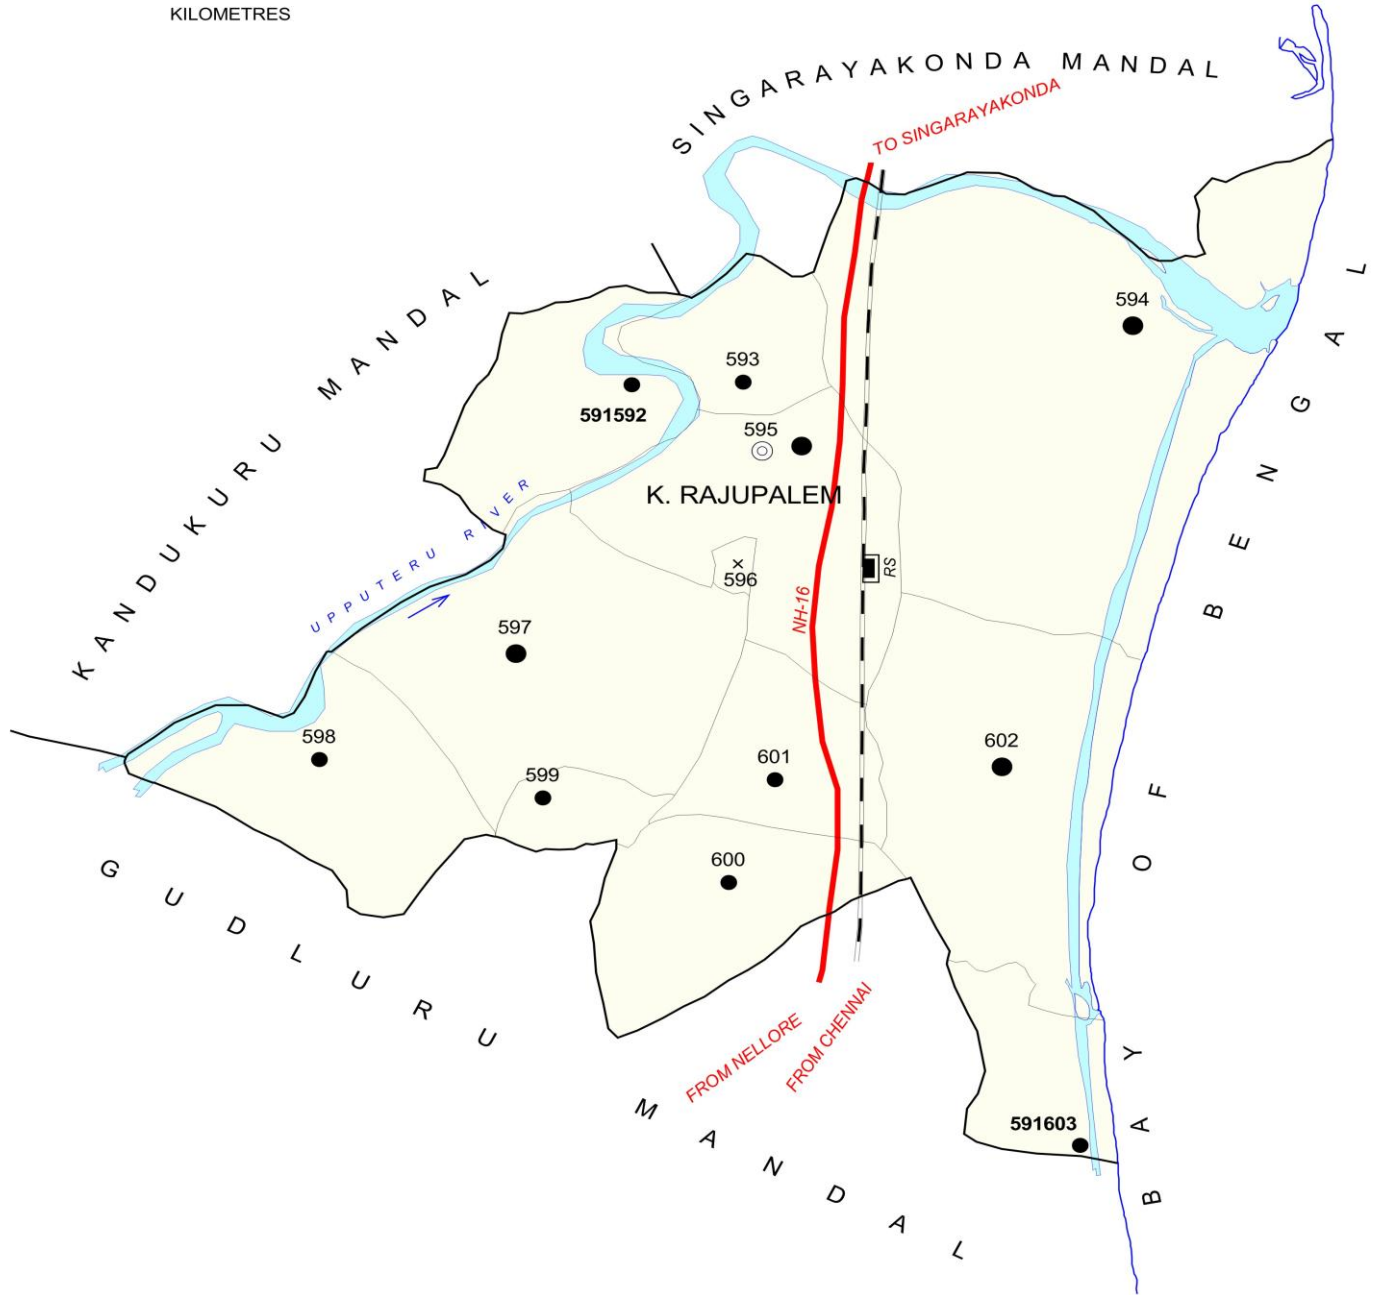 KILOMETRES
SINGARAYAKONDA MANDAL
TO SINGARAYAKONDA
KANDUKURU MANDAL
594
593
591592
595
K. RAJUPALEM
UPPUTERU RIVER
596
RS
NH-16
597
598
599
601
602
600
GUDLURU MANDAL
FROM NELLORE
FROM CHENNAI
591603
BAY OF BENGAL